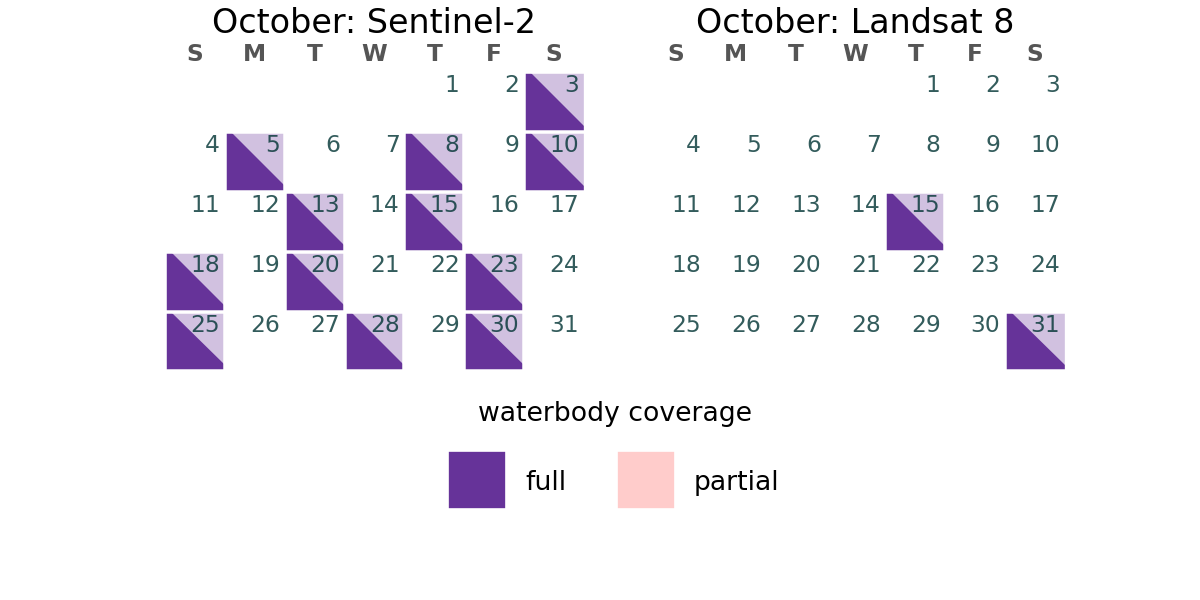 October: Sentinel-2
S M T W T F S
1 2 3
4 5 6 7 8 9 10
11 12 13 14 15 16 17
18 19 20 21 22 23 24
25 26 27 28 29 30 31
October: Landsat 8
S M T W T F S
1 2 3
4 5 6 7 8 9 10
11 12 13 14 15 16 17
18 19 20 21 22 23 24
25 26 27 28 29 30 31
waterbody coverage
full partial